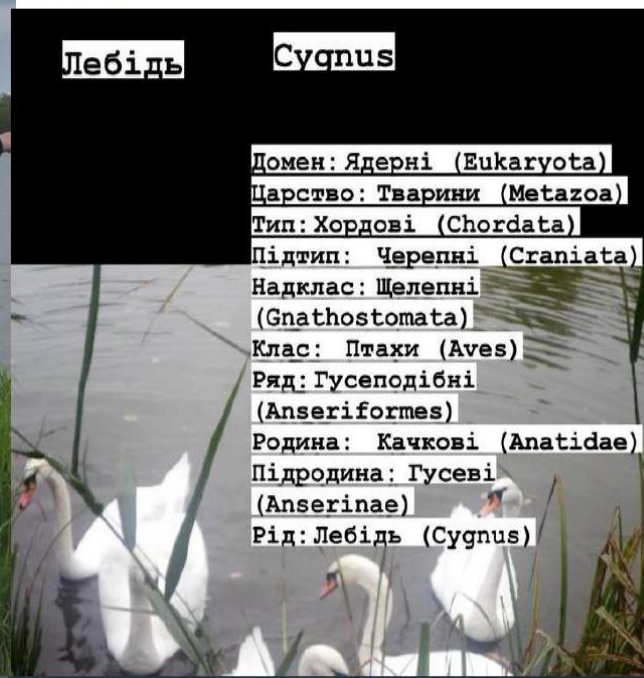 Лебідь
Cygnus
Домен: Ядерні (Eukaryota)
Царство: Тварини (Metazoa)
Тип: Хордові (Chordata)
Підтип: Черепні (Craniata)
Надклас: Щелепні
(Gnathostomata)
Клас: Птахи (Aves)
Ряд: Гусеподібні
(Anseriformes)
Родина: Качкові (Anatidae)
Підродина: Гусеві
(Anserinae)
Рід: Лебідь (Cygnus)